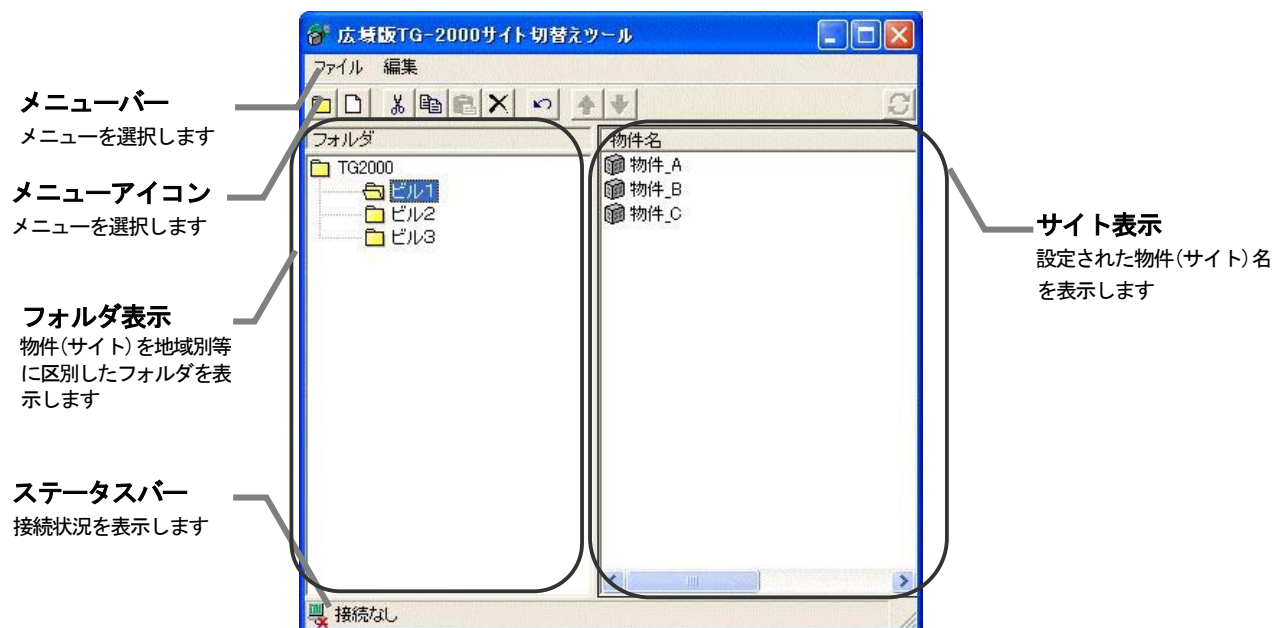 広域版TG-2000サイト切替えツール
ファイル 編集
メニューバー
メニューを選択します
メニューアイコン
メニューを選択します
フォルダ表示
物件(サイト)を地域別等
に区別したフォルダを表
示します
ステータスバー
接続状況を表示します
フォルダ
TG2000
ビル1
ビル2
ビル3
物件名
物件_A
物件_B
物件_C
サイト表示
設定された物件(サイト)名
を表示します
接続なし